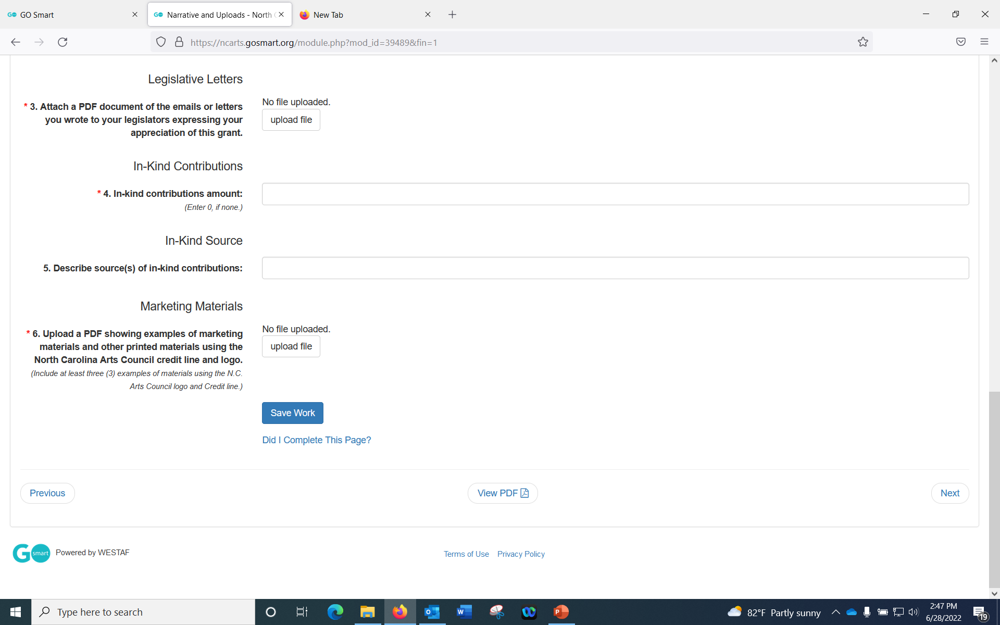 GO Smart
Narrative and Uploads - North
New Tab
https://ncarts.gosmart.org/module.php?mod_id=39489&fin=1
Legislative Letters
* 3. Attach a PDF document of the emails or letters
you wrote to your legislators expressing your
appreciation of this grant.
No file uploaded.
upload file
In-Kind Contributions
* 4. In-kind contributions amount:
(Enter 0, if none.)
In-Kind Source
5. Describe source(s) of in-kind contributions:
Marketing Materials
* 6. Upload a PDF showing examples of marketing
materials and other printed materials using the
North Carolina Arts Council credit line and logo.
(Include at least three (3) examples of materials using the N.C.
Arts Council logo and Credit line.)
No file uploaded.
upload file
Save Work
Did I Complete This Page?
Previous
View PDF
Next
G smart
Powered by WESTAF
Terms of Use
Privacy Policy
Type here to search
82°F Partly sunny
2:47 PM
6/28/2022
19